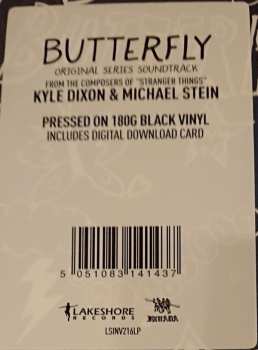 BUTTERFLY
ORIGINAL SERIES SOUNDTRACK
FROM THE COMPOSERS OF "STRANGER THINGS"
KYLE DIXON & MICHAEL STEIN
PRESSED ON 180G BLACK VINYL
INCLUDES DIGITAL DOWNLOAD CARD
5 051083 141437
LAKESHORE
RECORDS
INVADA
LSINV216LP